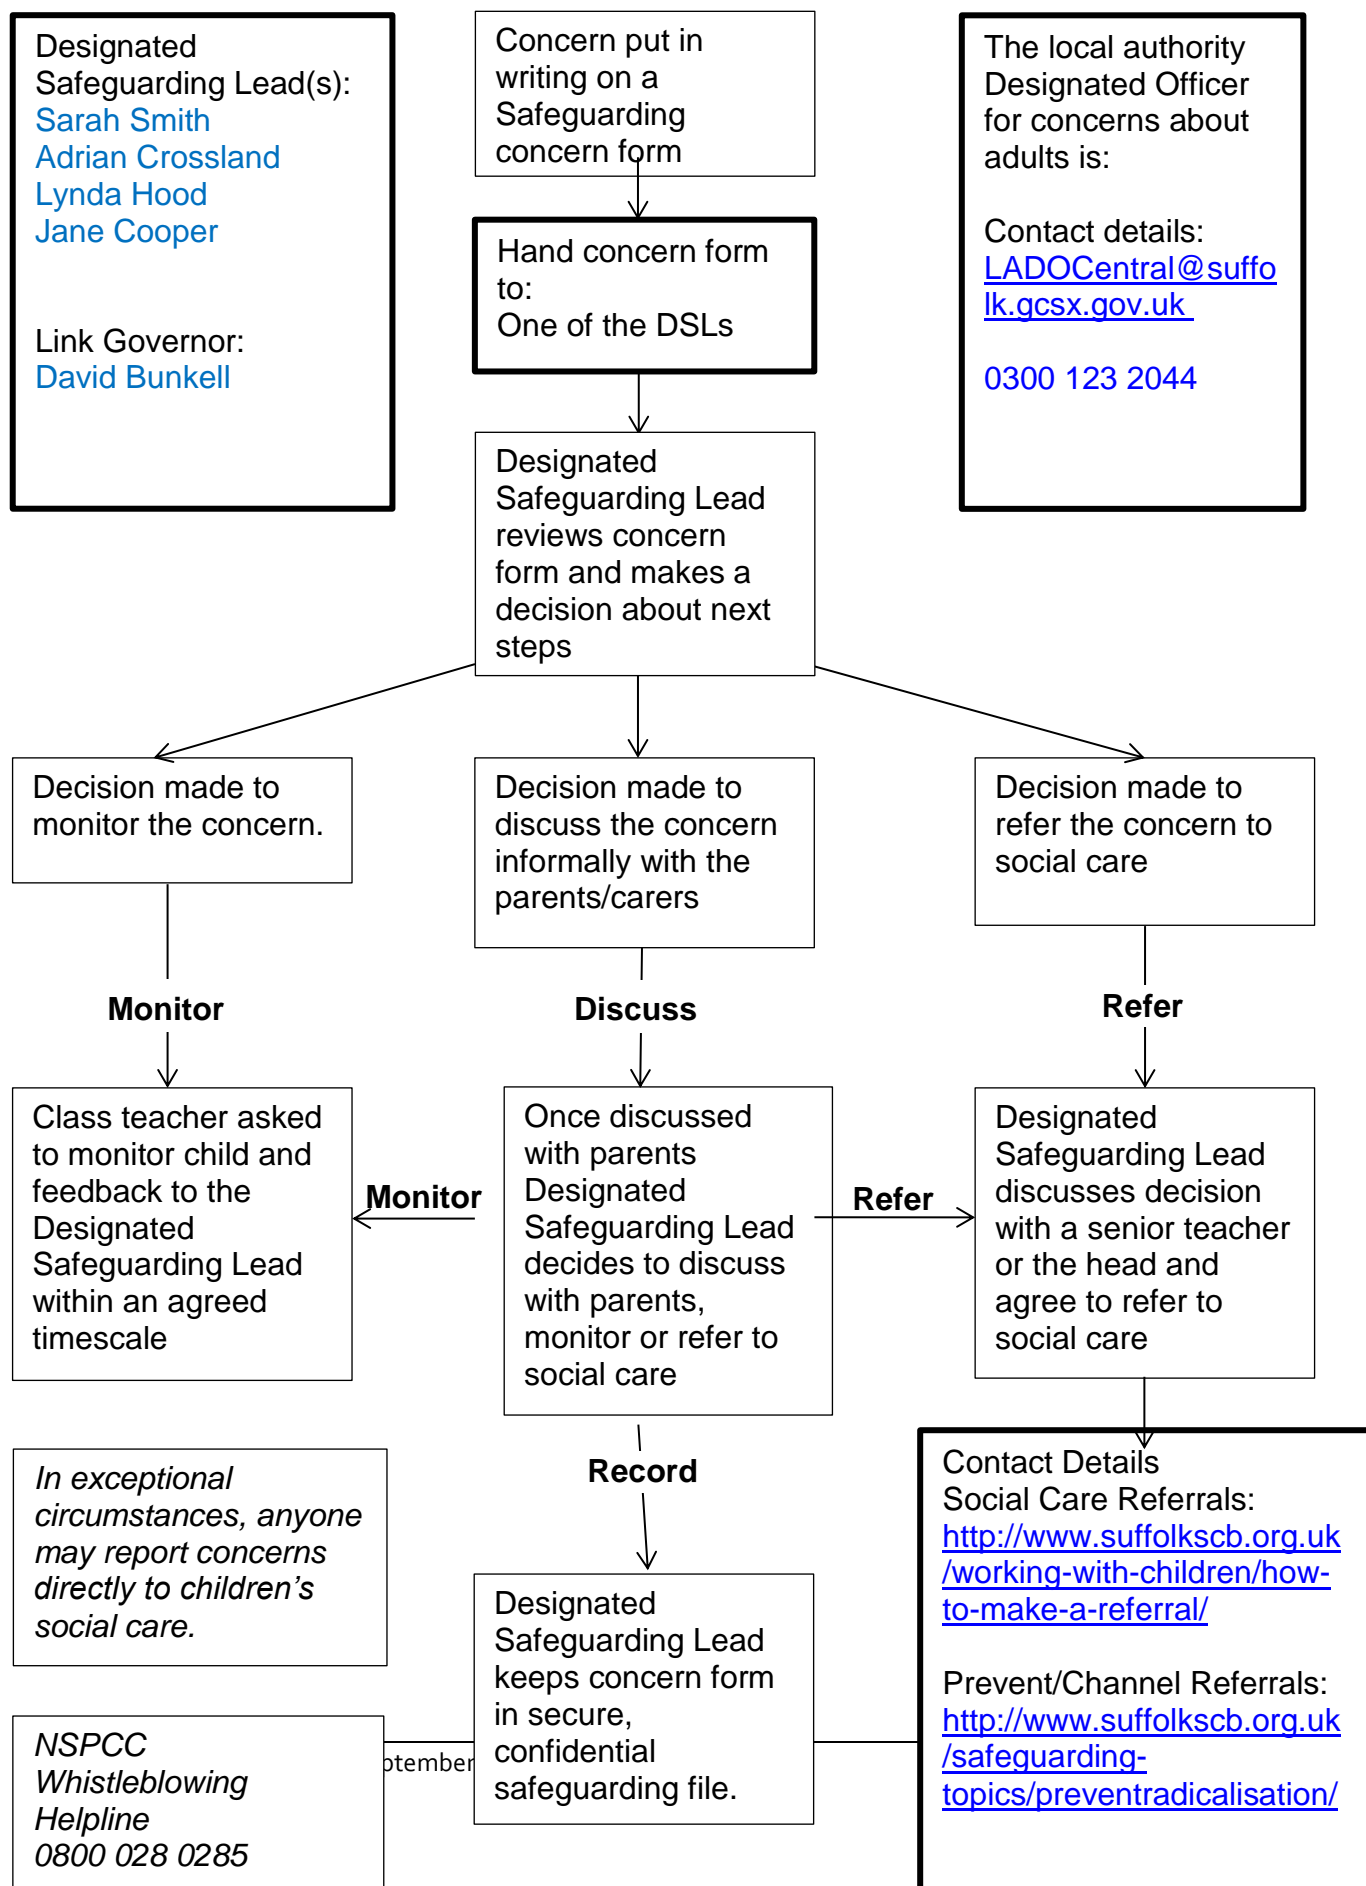 Designated
Safeguarding Lead(s):
Sarah Smith
Adrian Crossland
Lynda Hood
Jane Cooper
Link Governor:
David Bunkell
Concern put in
writing on a
Safeguarding
concern form
The local authority
Designated Officer
for concerns about
adults is:
Contact details:
LADOCentral@suffo
lk.gcsx.gov.uk
0300 123 2044
Hand concern form
to:
One of the DSLs
Designated
Safeguarding Lead
reviews concern
form and makes a
decision about next
steps
Decision made to
monitor the concern.
Decision made to
discuss the concern
informally with the
parents/carers
Decision made to
refer the concern to
social care
Monitor
Discuss
Refer
Class teacher asked
to monitor child and
feedback to the
Designated
Safeguarding Lead
within an agreed
timescale
Monitor
Once discussed
with parents
Designated
Safeguarding Lead
decides to discuss
with parents,
monitor or refer to
social care
Refer
Designated
Safeguarding Lead
discusses decision
with a senior teacher
or the head and
agree to refer to
social care
In exceptional
circumstances, anyone
may report concerns
directly to children’s
social care.
Record
Contact Details
Social Care Referrals:
http://www.suffolkscb.org.uk
/working-with-children/how-
to-make-a-referral/
Prevent/Channel Referrals:
http://www.suffolkscb.org.uk
/safeguarding-
topics/preventradicalisation/
Designated
Safeguarding Lead
keeps concern form
in secure,
confidential
safeguarding file.
NSPCC
Whistleblowing
Helpline
0800 028 0285
ptember